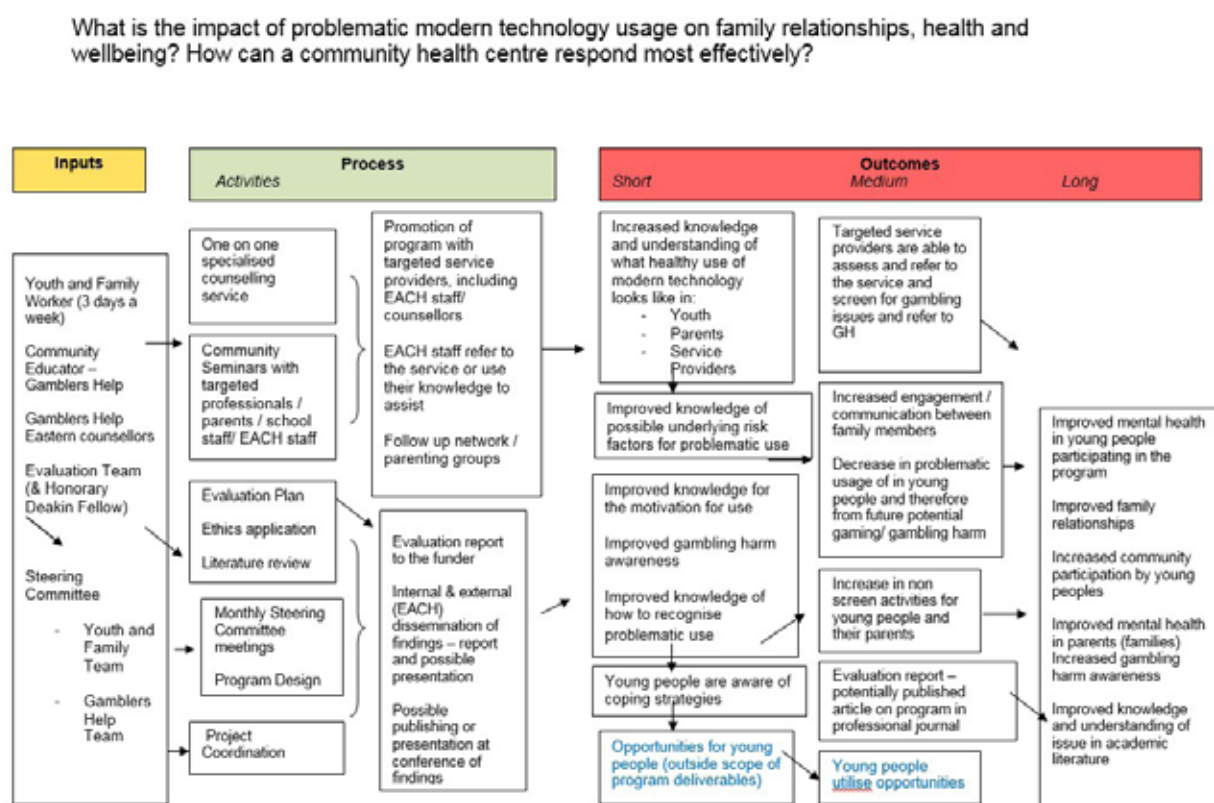 What is the impact of problematic modern technology usage on family relationships, health and
wellbeing? How can a community health centre respond most effectively?
Inputs
Process
Activities
Outcomes
Short
Medium
Long
Youth and Family
Worker (3 days a
week)
Community
Educator –
Gamblers Help
Gamblers Help
Eastern counsellors
Evaluation Team
(& Honorary
Deakin Fellow)
Steering
Committee
- Youth and
Family
Team
- Gamblers
Help
Team
One on one
specialised
counselling
service
Community
Seminars with
targeted
professionals /
parents / school
staff/ EACH staff
Evaluation Plan
Ethics application
Literature review
Monthly Steering
Committee
meetings
Program Design
Project
Coordination
Promotion of
program with
targeted service
providers, including
EACH staff/
counsellors
EACH staff refer to
the service or use
their knowledge to
assist
Follow up network /
parenting groups
Evaluation report
to the funder
Internal & external
(EACH)
dissemination of
findings – report
and possible
presentation
Possible
publishing or
presentation at
conference of
findings
Increased knowledge
and understanding of
what healthy use of
modern technology
looks like in:
- Youth
- Parents
- Service
Providers
Improved knowledge of
possible underlying risk
factors for problematic use
Improved knowledge for
the motivation for use
Improved gambling harm
awareness
Improved knowledge of
how to recognise
problematic use
Young people are aware of
coping strategies
Opportunities for young
people (outside scope of
program deliverables)
Targeted service
providers are able to
assess and refer to
the service and
screen for gambling
issues and refer to
GH
Increased engagement /
communication between
family members
Decrease in problematic
usage of in young
people and therefore
from future potential
gaming/ gambling harm
Increase in non
screen activities for
young people and
their parents
Evaluation report –
potentially published
article on program in
professional journal
Young people
utilise opportunities
Improved mental health
in young people
participating in the
program
Improved family
relationships
Increased community
participation by young
peoples
Improved mental health
in parents (families)
Increased gambling
harm awareness
Improved knowledge
and understanding of
issue in academic
literature